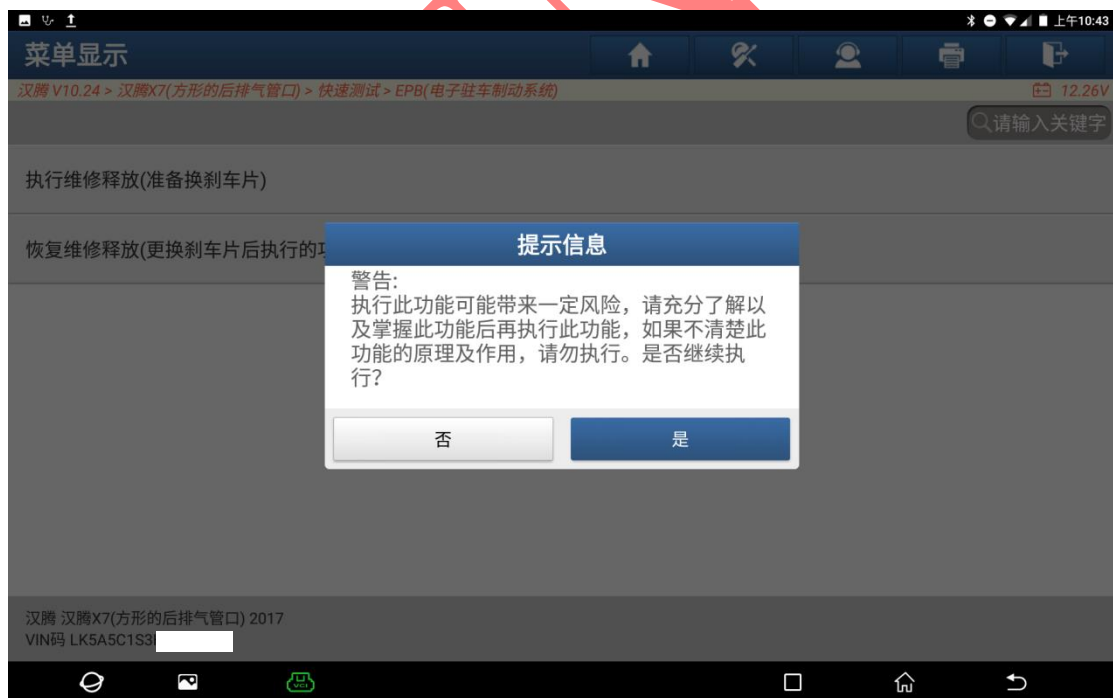 上午10:43
菜单显示
汉腾 V10.24 > 汉腾X7(方形的后排气管口) > 快速测试 > EPB(电子驻车制动系统)
12.26V
请输入关键字
执行维修释放(准备换刹车片)
恢复维修释放(更换刹车片后执行的
提示信息
警告:
执行此功能可能带来一定风险，请充分了解以
及掌握此功能后再执行此功能，如果不清楚此
功能的原理及作用，请勿执行。是否继续执
行?
否
是
汉腾 汉腾X7(方形的后排气管口) 2017
VIN码 LK5A5C1S3
VCI